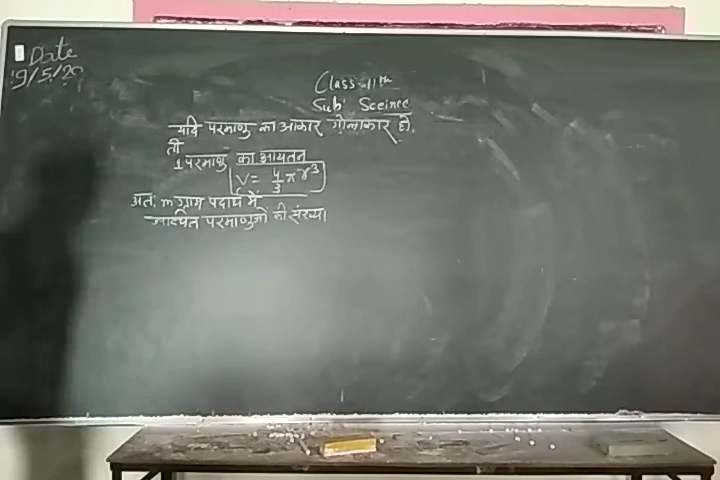 Date
19/5/20
Class-11th
Sub' Sceince
यदि परमाणु का आकार गोलाकार हो,
तो
1 परमाणु का आयतन
V = 4/3 π r³
अतः m ग्राम पदार्थ में
परमाणुओं की संख्या